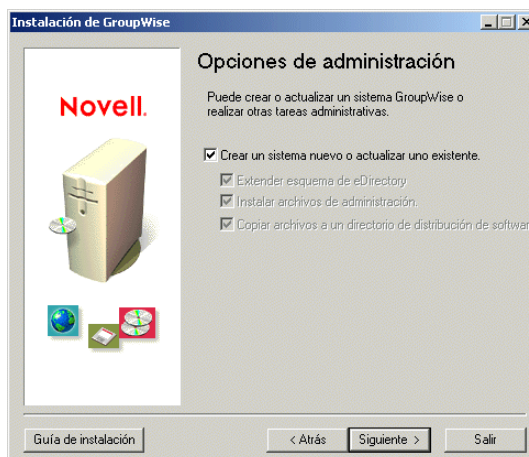 Instalación de GroupWise
Novell.
Opciones de administración
Puede crear o actualizar un sistema GroupWise o
realizar otras tareas administrativas.
Crear un sistema nuevo o actualizar uno existente.
Extender esquema de eDirectory
Instalar archivos de administración.
Copiar archivos a un directorio de distribución de software
Guía de instalación
< Atrás
Siguiente >
Salir